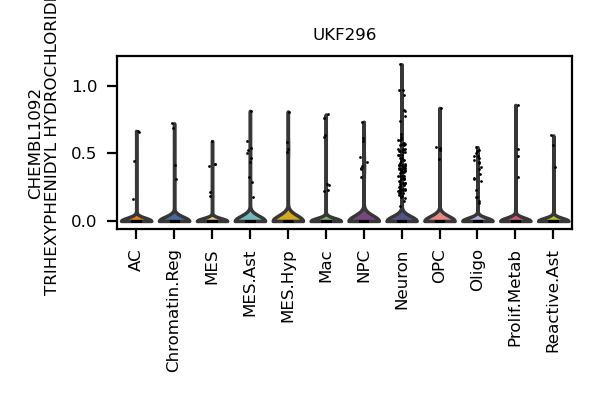 UKF296
CHEMBL1092
TRIHEXYPHENIDYL HYDROCHLORIDE
1.0
0.5
0.0
AC
Chromatin.Reg
MES
MES.Ast
MES.Hyp
Mac
NPC
Neuron
OPC
Oligo
Prolif.Metab
Reactive.Ast